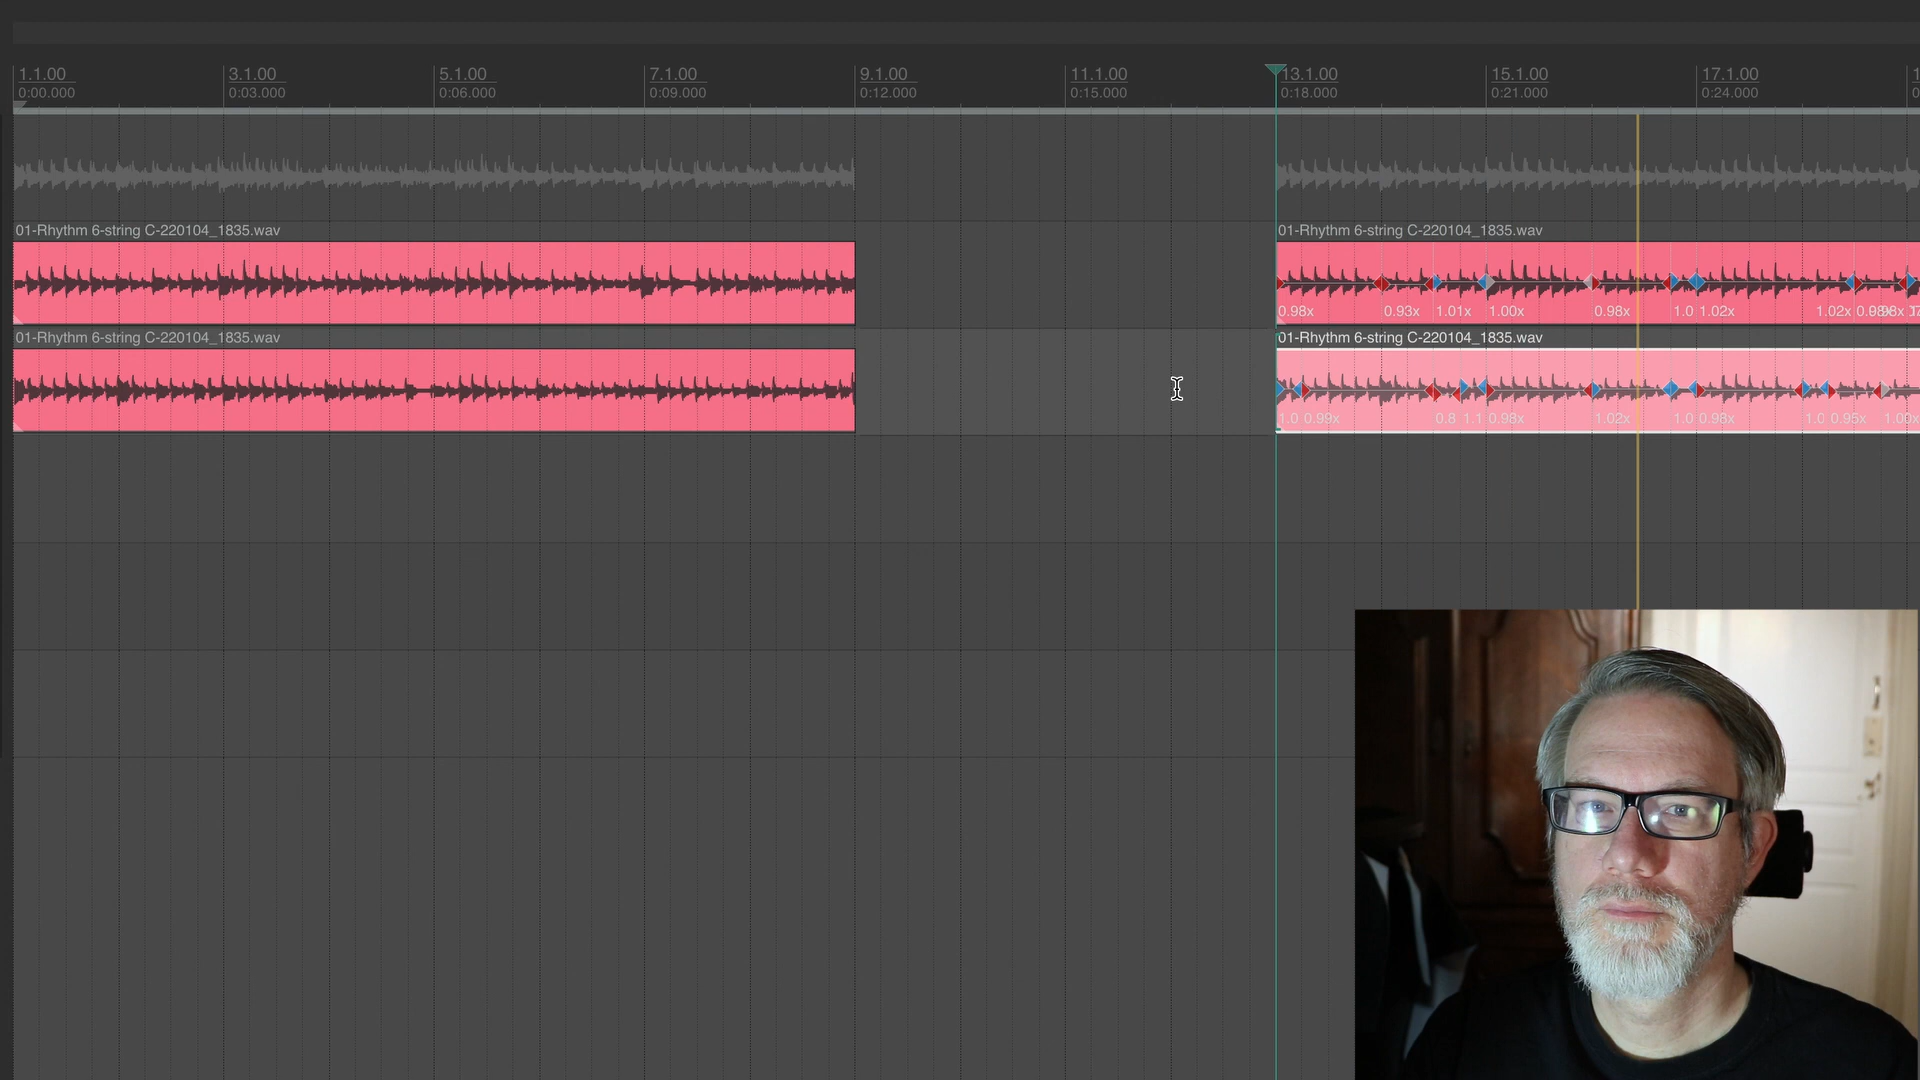 1.1.00 3.1.00 5.1.00 7.1.00 9.1.00 11.1.00 13.1.00 15.1.00 17.1.00
0:00.000 0:03.000 0:06.000 0:09.000 0:12.000 0:15.000 0:18.000 0:21.000 0:24.000
01-Rhythm 6-string C-220104_1835.wav 01-Rhythm 6-string C-220104_1835.wav
0.98x 0.93x 1.01x 1.00x 0.98x 1.0 1.02x 1.02x
01-Rhythm 6-string C-220104_1835.wav 01-Rhythm 6-string C-220104_1835.wav
1.0 0.99x 0.8 1.1 0.98x 1.02x 1.0 0.98x 1.0 0.95x 1.00x